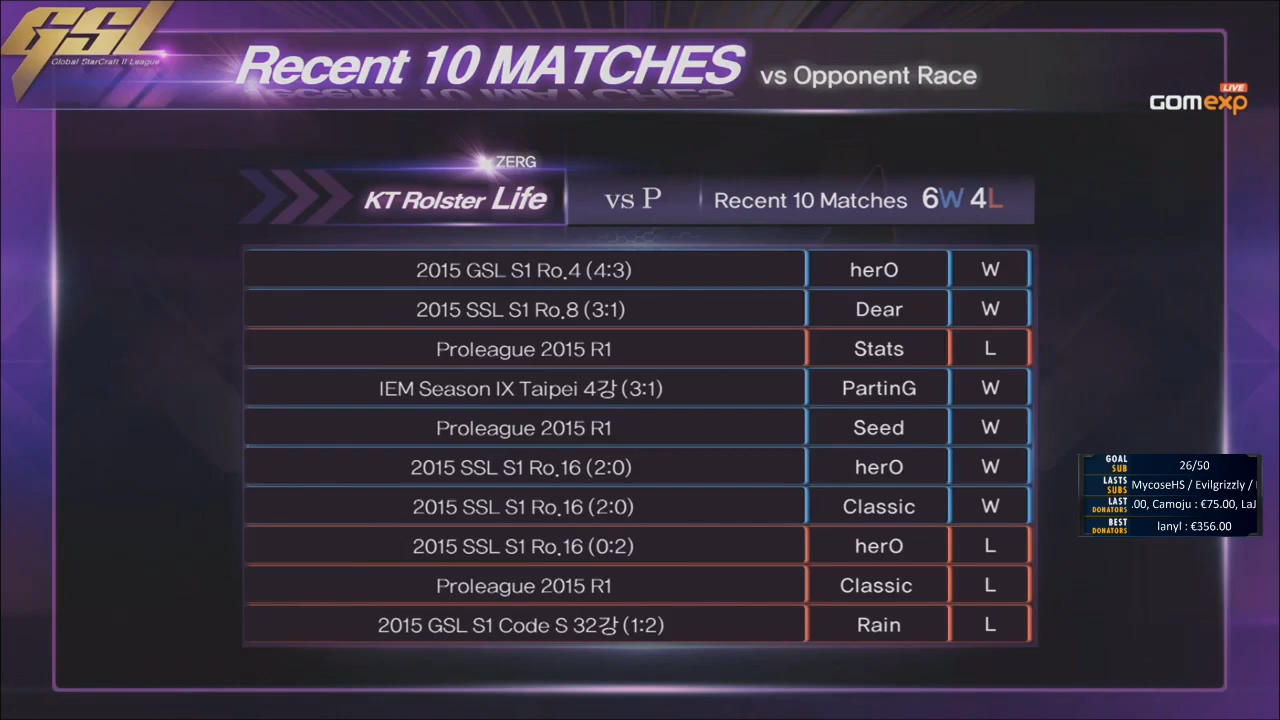 GSL
Global StarCraft II League
Recent 10 MATCHES vs Opponent Race
LIVE
GOMexp
ZERG
KT Rolster Life vs P Recent 10 Matches 6W 4L
2015 GSL S1 Ro.4 (4:3) herO W
2015 SSL S1 Ro.8 (3:1) Dear W
Proleague 2015 R1 Stats L
IEM Season IX Taipei 4강 (3:1) PartinG W
Proleague 2015 R1 Seed W
2015 SSL S1 Ro.16 (2:0) herO W
2015 SSL S1 Ro.16 (2:0) Classic W
2015 SSL S1 Ro.16 (0:2) herO L
Proleague 2015 R1 Classic L
2015 GSL S1 Code S 32강 (1:2) Rain L
GOAL SUB 26/50
LASTS SUBS MycoseHS / Evilgrizzly /
LAST DONATORS .00, Camoju : €75.00, LaJ
BEST DONATORS lanyl : €356.00